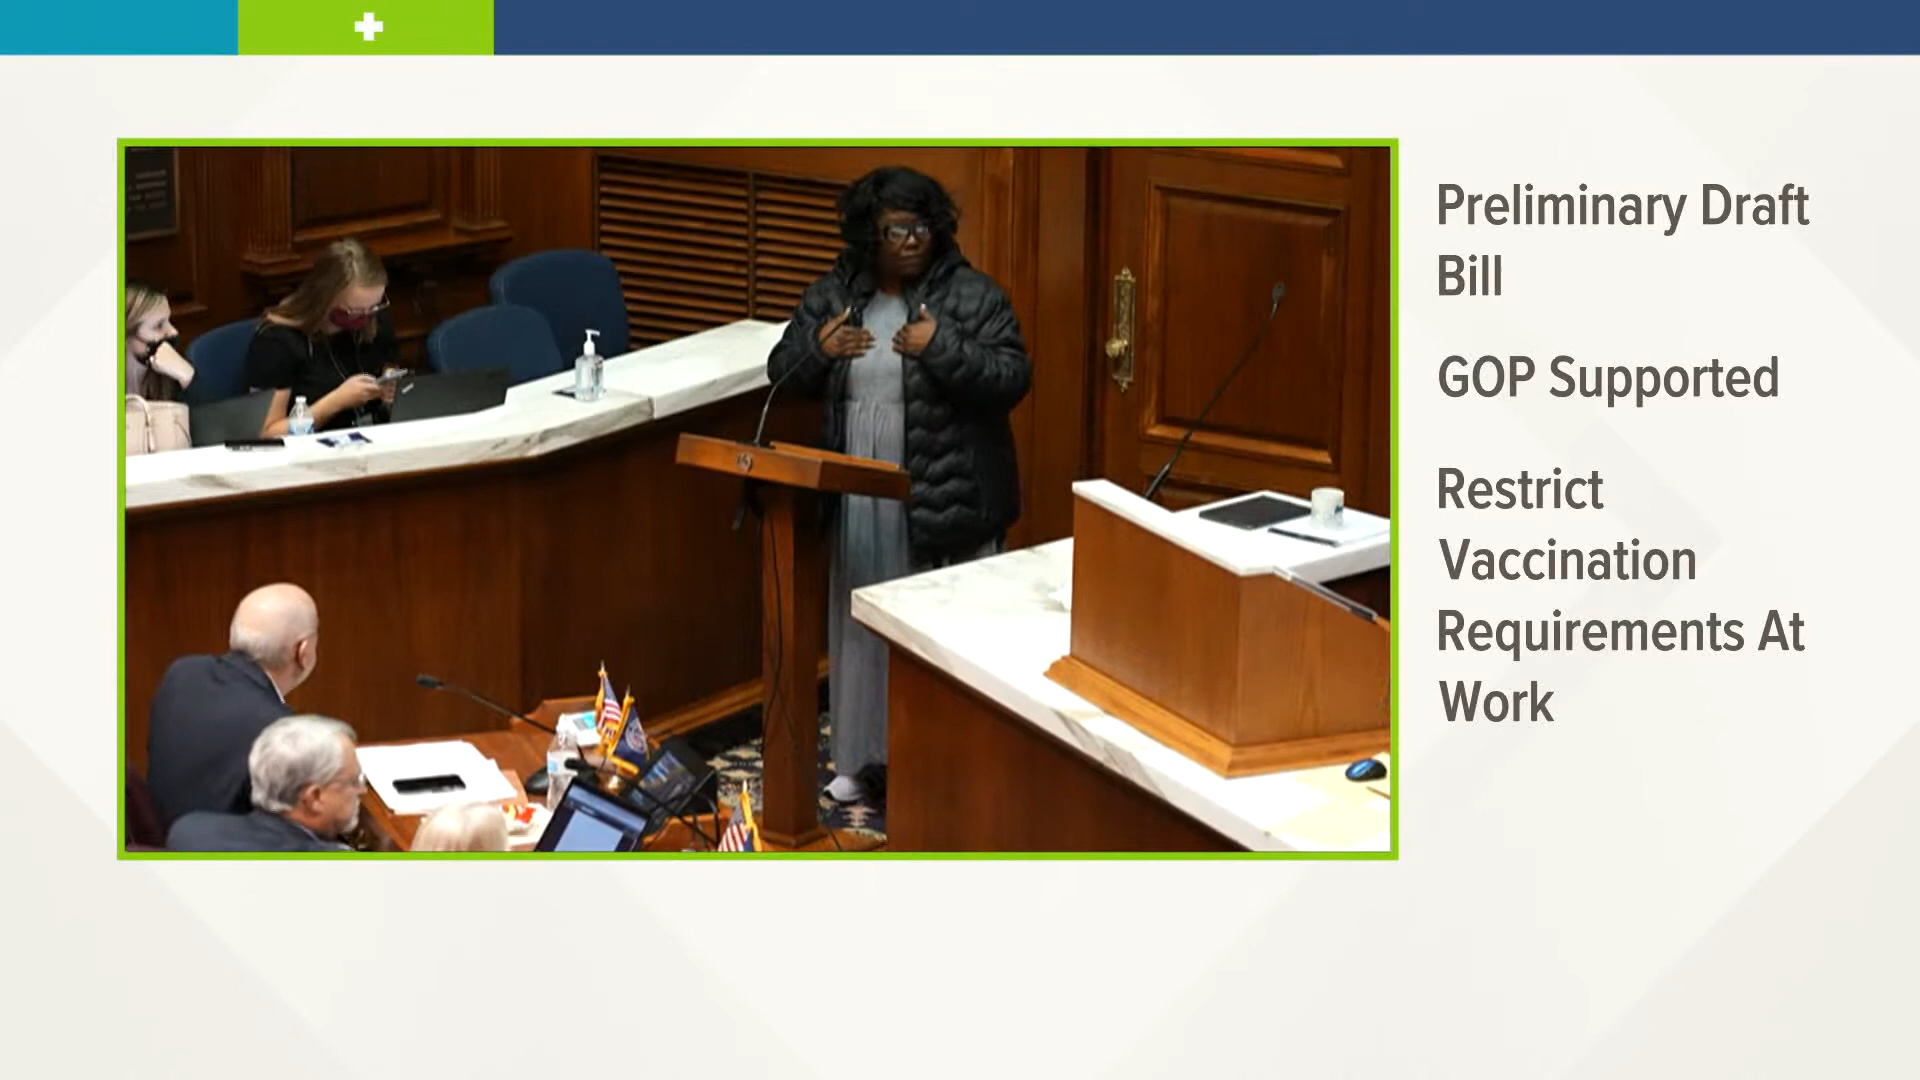 Preliminary Draft
Bill
GOP Supported
Restrict
Vaccination
Requirements At
Work